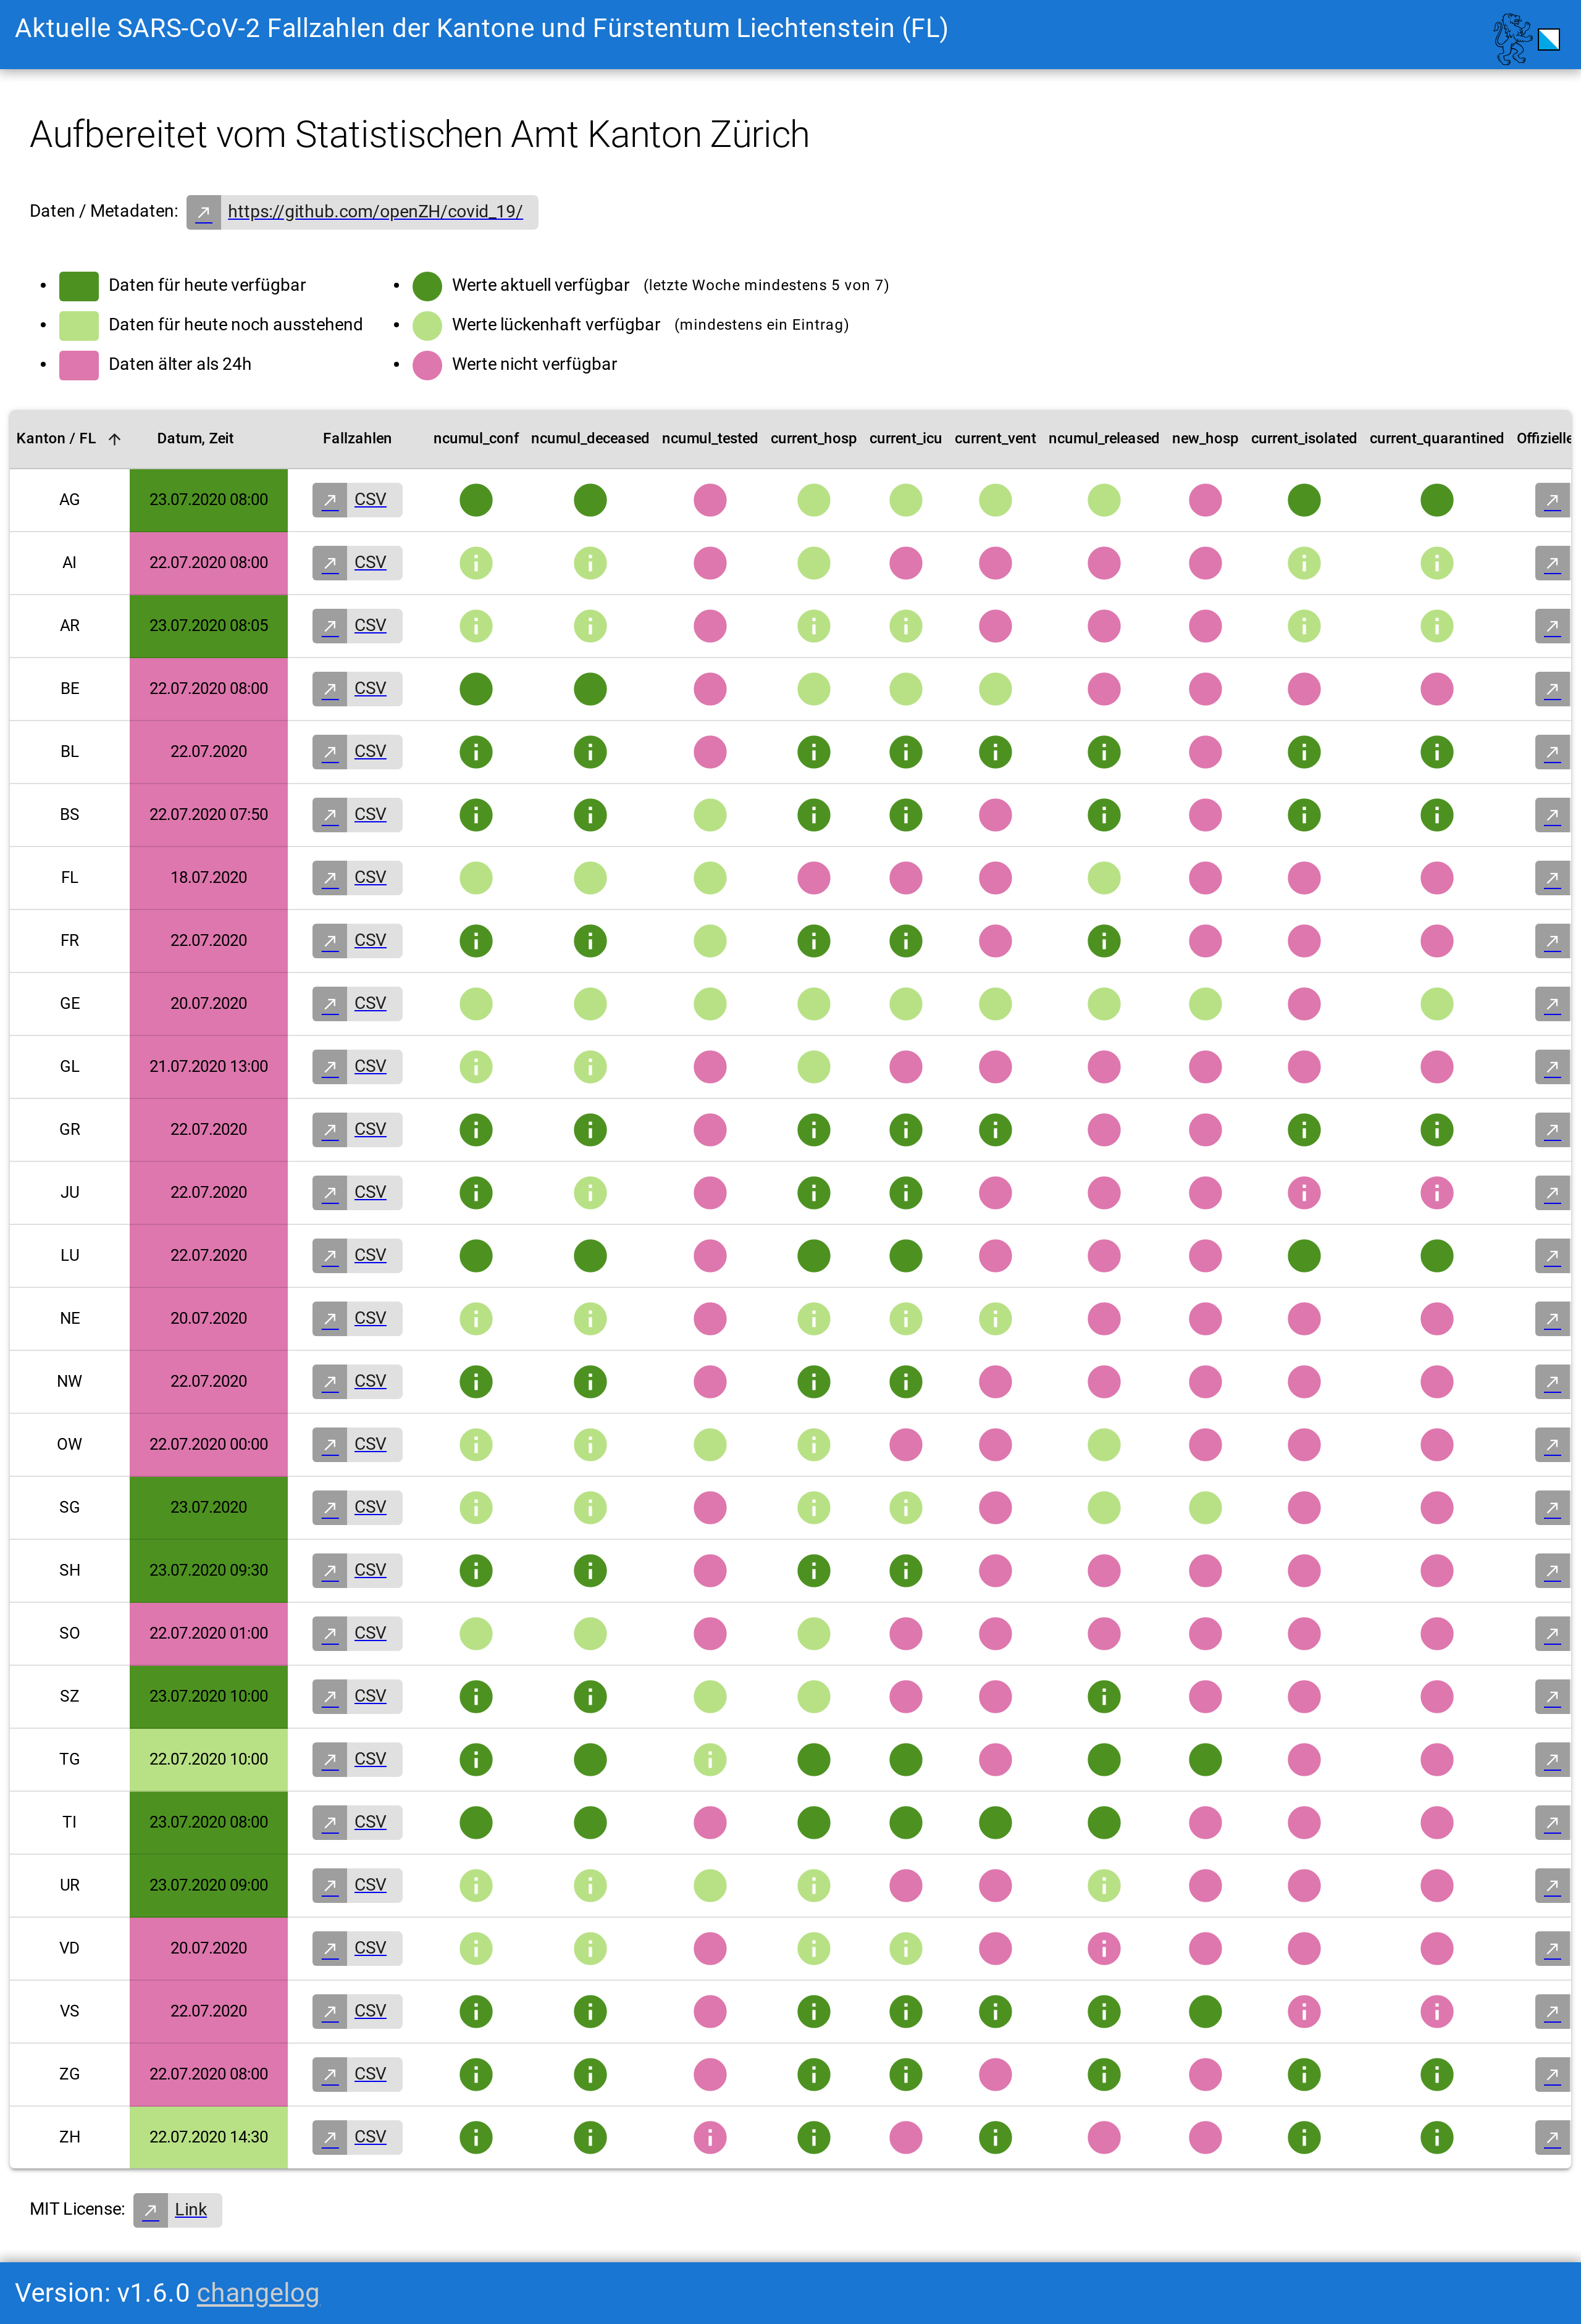 Aktuelle SARS-CoV-2 Fallzahlen der Kantone und Fürstentum Liechtenstein (FL)
Aufbereitet vom Statistischen Amt Kanton Zürich
Daten / Metadaten: https://github.com/openZH/covid_19/
Daten für heute verfügbar
Daten für heute noch ausstehend
Daten älter als 24h
Werte aktuell verfügbar (letzte Woche mindestens 5 von 7)
Werte lückenhaft verfügbar (mindestens ein Eintrag)
Werte nicht verfügbar
Kanton / FL Datum, Zeit Fallzahlen ncumul_conf ncumul_deceased ncumul_tested current_hosp current_icu current_vent ncumul_released new_hosp current_isolated current_quarantined Offizielle
AG 23.07.2020 08:00 CSV
AI 22.07.2020 08:00 CSV
AR 23.07.2020 08:05 CSV
BE 22.07.2020 08:00 CSV
BL 22.07.2020 CSV
BS 22.07.2020 07:50 CSV
FL 18.07.2020 CSV
FR 22.07.2020 CSV
GE 20.07.2020 CSV
GL 21.07.2020 13:00 CSV
GR 22.07.2020 CSV
JU 22.07.2020 CSV
LU 22.07.2020 CSV
NE 20.07.2020 CSV
NW 22.07.2020 CSV
OW 22.07.2020 00:00 CSV
SG 23.07.2020 CSV
SH 23.07.2020 09:30 CSV
SO 22.07.2020 01:00 CSV
SZ 23.07.2020 10:00 CSV
TG 22.07.2020 10:00 CSV
TI 23.07.2020 08:00 CSV
UR 23.07.2020 09:00 CSV
VD 20.07.2020 CSV
VS 22.07.2020 CSV
ZG 22.07.2020 08:00 CSV
ZH 22.07.2020 14:30 CSV
MIT License: Link
Version: v1.6.0 changelog